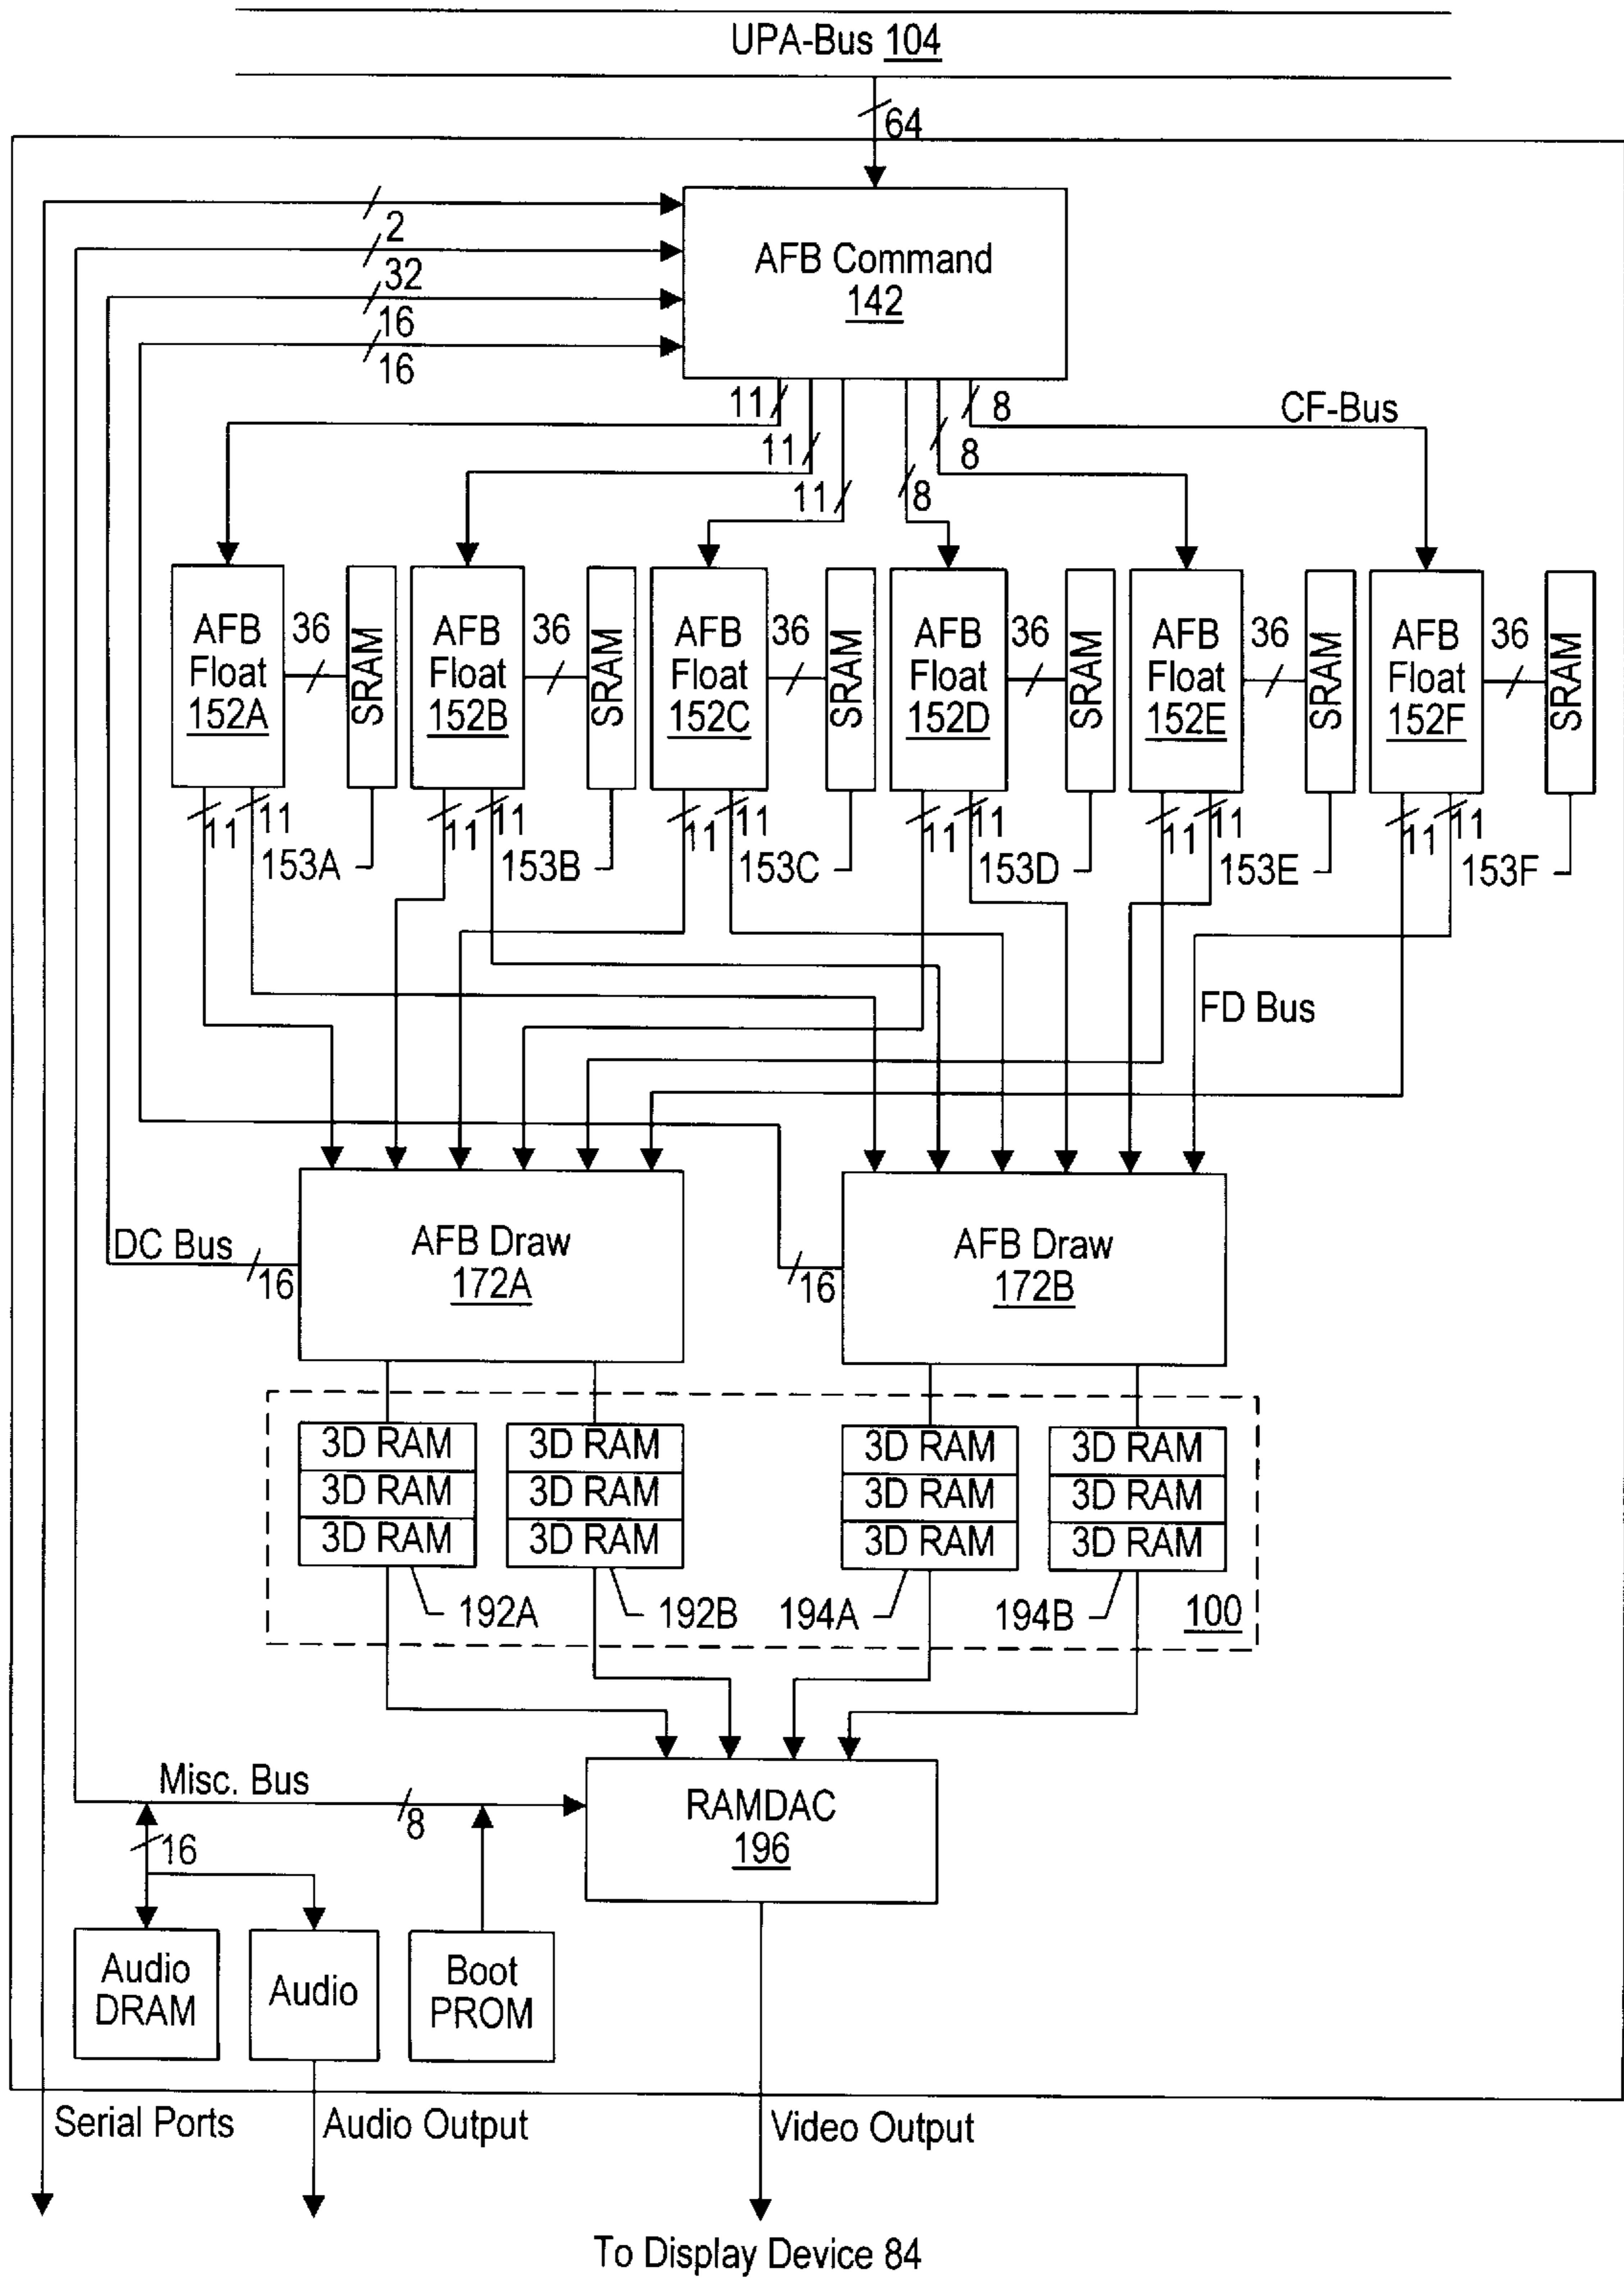 UPA-Bus 104
64
2
32
16
16
AFB Command
142
11
11
11
8
8
8
CF-Bus
AFB
Float
152A
36
SRAM
AFB
Float
152B
36
SRAM
AFB
Float
152C
36
SRAM
AFB
Float
152D
36
SRAM
AFB
Float
152E
36
SRAM
AFB
Float
152F
36
SRAM
11
11
153A
11
11
153B
11
11
153C
11
11
153D
11
11
153E
11
11
153F
FD Bus
DC Bus
16
AFB Draw
172A
16
AFB Draw
172B
3D RAM
3D RAM
3D RAM
3D RAM
3D RAM
3D RAM
3D RAM
3D RAM
3D RAM
3D RAM
3D RAM
3D RAM
192A
192B
194A
194B
100
Misc. Bus
8
16
RAMDAC
196
Audio
DRAM
Audio
Boot
PROM
Serial Ports
Audio Output
Video Output
To Display Device 84